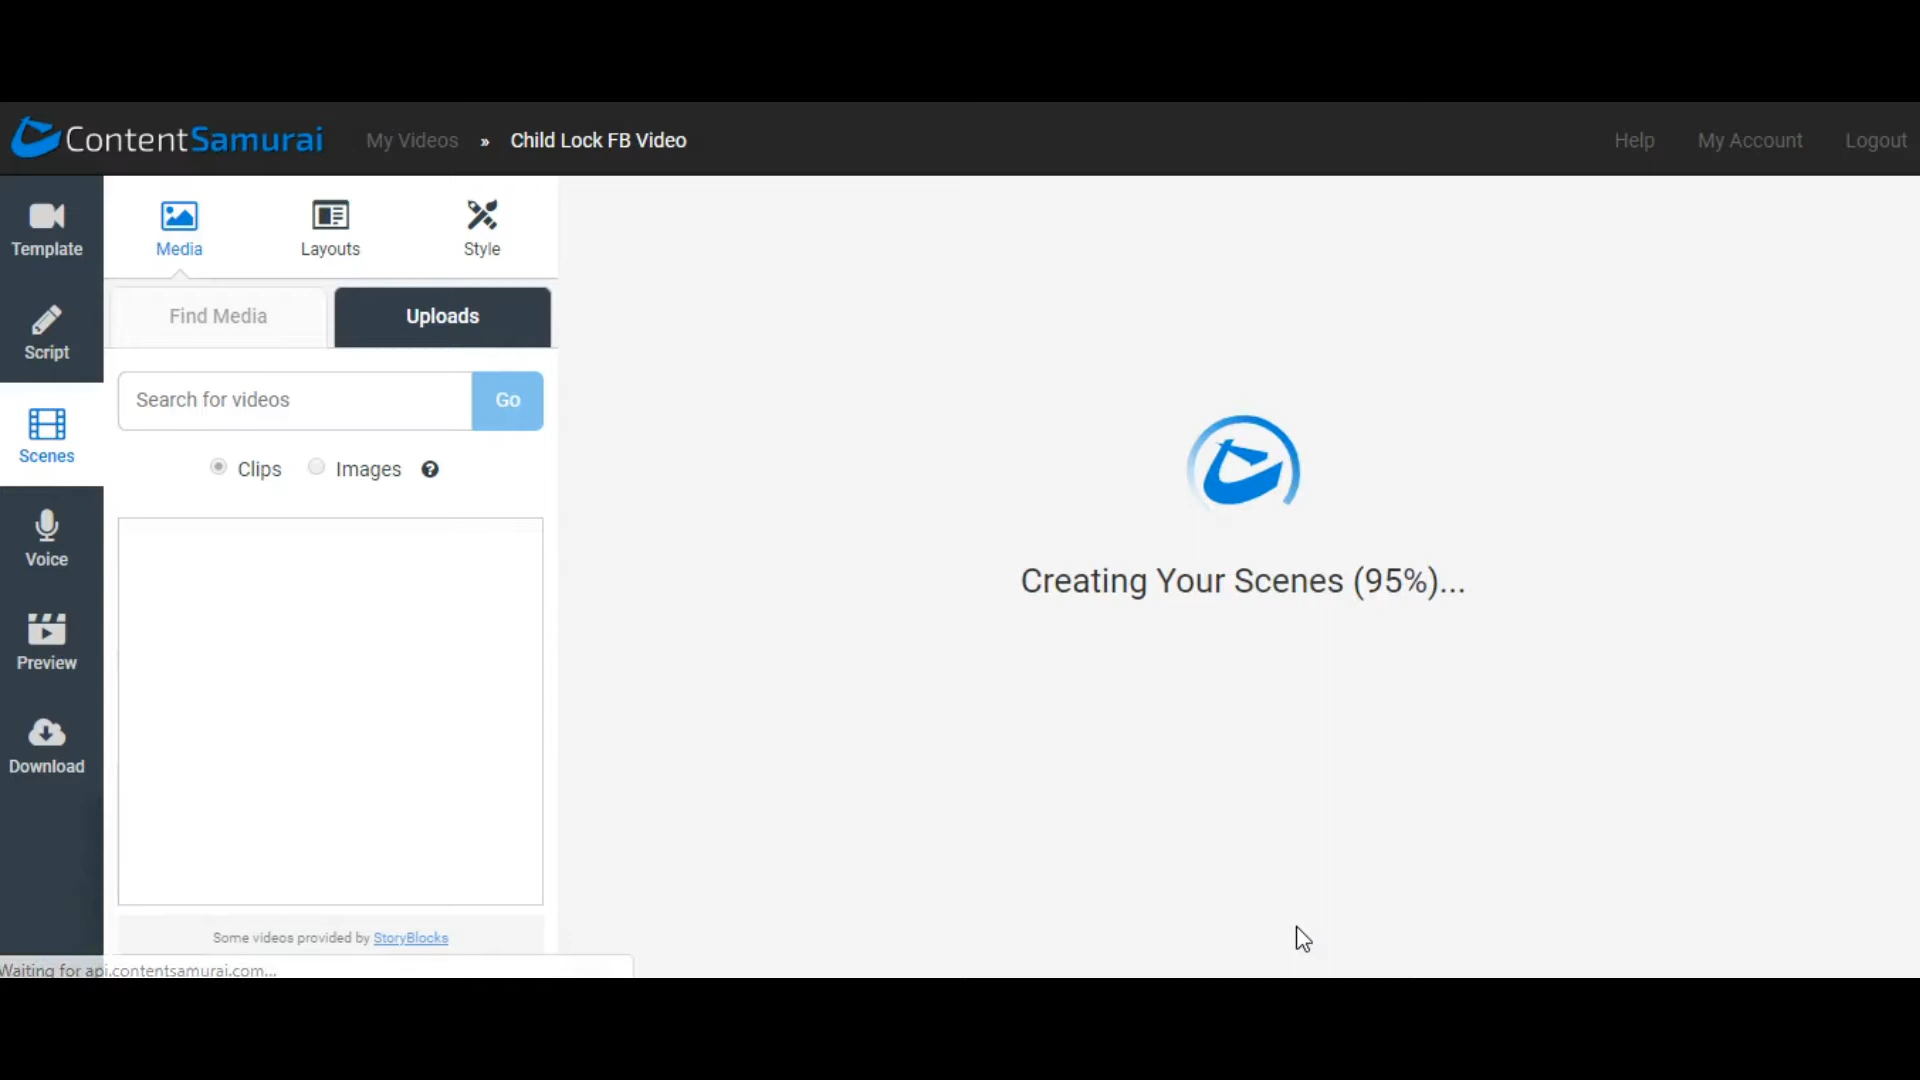 ContentSamurai My Videos » Child Lock FB Video Help My Account Logout
Template
Media Layouts Style
Find Media Uploads
Script
Search for videos Go
Scenes
Clips Images ?
Voice
Creating Your Scenes (95%)...
Preview
Download
Some videos provided by StoryBlocks
Waiting for api.contentsamurai.com...